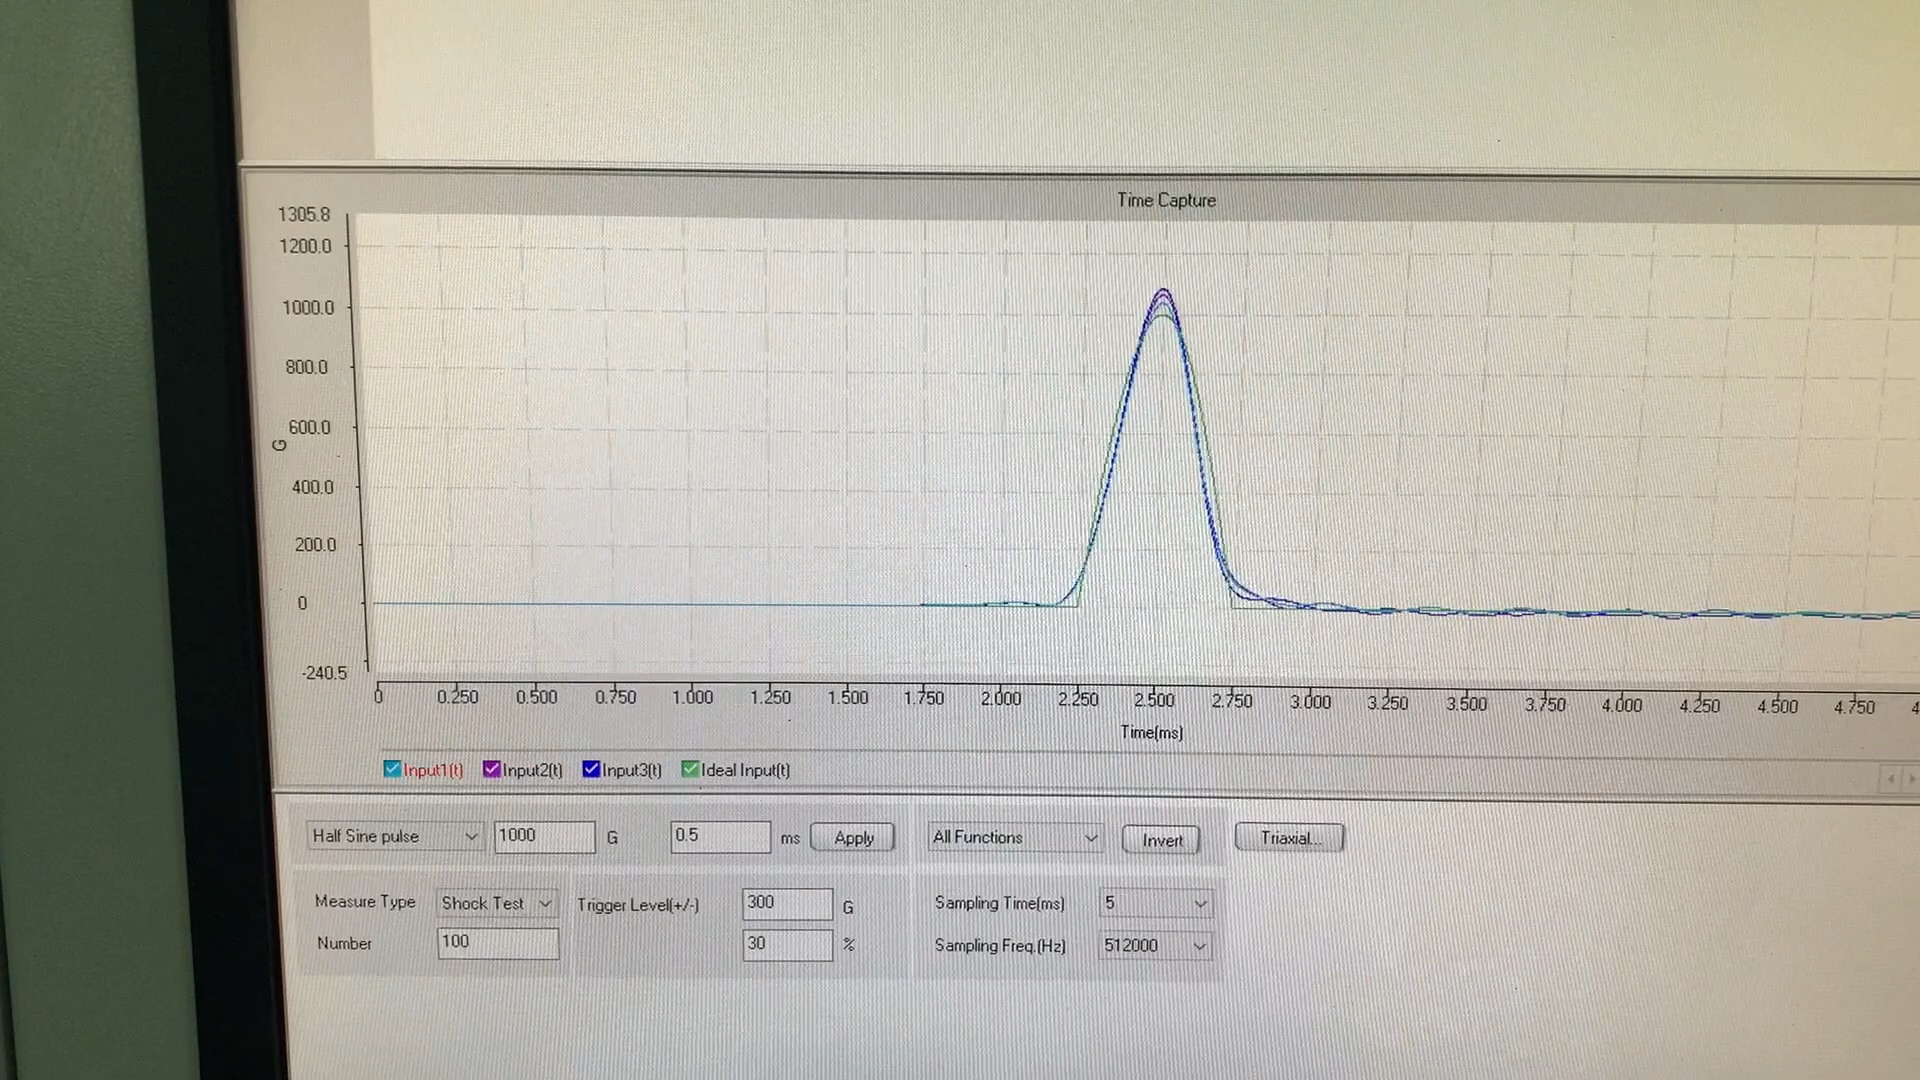 Time Capture
1305.8
1200.0
1000.0
800.0
600.0
G
400.0
200.0
0
-240.5
0 0.250 0.500 0.750 1.000 1.250 1.500 1.750 2.000 2.250 2.500 2.750 3.000 3.250 3.500 3.750 4.000 4.250 4.500 4.750
Time(ms)
Input1(t) Input2(t) Input3(t) Ideal Input(t)
Half Sine pulse 1000 G 0.5 ms Apply All Functions Invert Triaxial...
Measure Type Shock Test Trigger Level(+/-) 300 G Sampling Time(ms) 5
Number 100 30 % Sampling Freq.(Hz) 512000